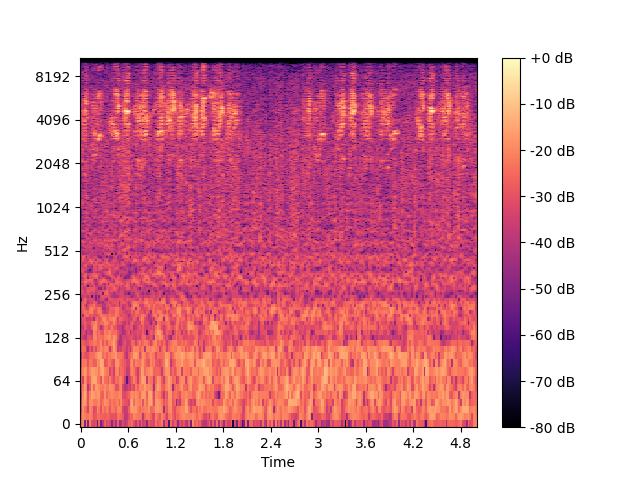 8192
4096
2048
1024
512
256
128
64
0
Hz
0
0.6
1.2
1.8
2.4
3
3.6
4.2
4.8
Time
+0 dB
-10 dB
-20 dB
-30 dB
-40 dB
-50 dB
-60 dB
-70 dB
-80 dB